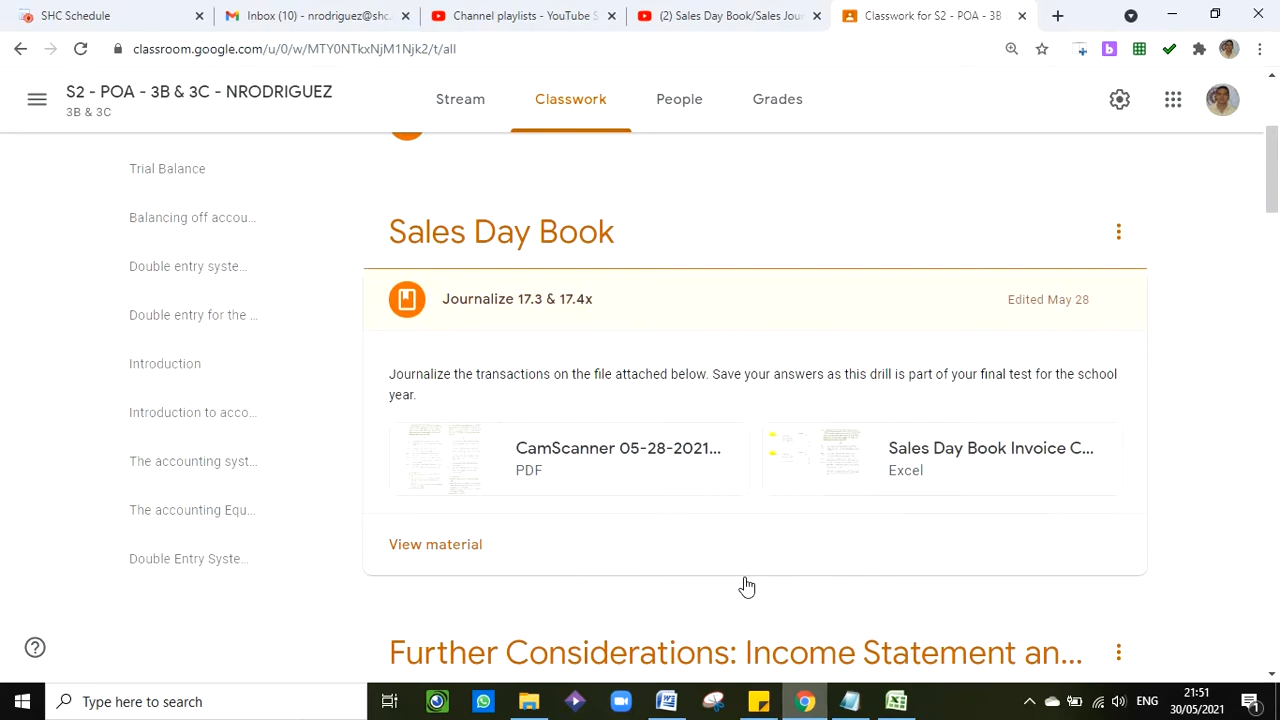 SHC Schedule
Inbox (10) - nrodriguez@shc.
Channel playlists - YouTube S
(2) Sales Day Book/Sales Jour
Classwork for S2 - POA - 3B
classroom.google.com/u/0/w/MTY0NTkxNjM1Njk2/t/all
S2 - POA - 3B & 3C - NRODRIGUEZ
3B & 3C
Stream
Classwork
People
Grades
Trial Balance
Balancing off accou...
Double entry syste...
Double entry for the ...
Introduction
Introduction to acco...
The accounting syst...
The accounting Equ...
Double Entry Syste...
Sales Day Book
Journalize 17.3 & 17.4x
Edited May 28
Journalize the transactions on the file attached below. Save your answers as this drill is part of your final test for the school
year.
CamScanner 05-28-2021...
PDF
Sales Day Book Invoice C...
Excel
View material
Further Considerations: Income Statement an...
Type here to search
ENG
21:51
30/05/2021